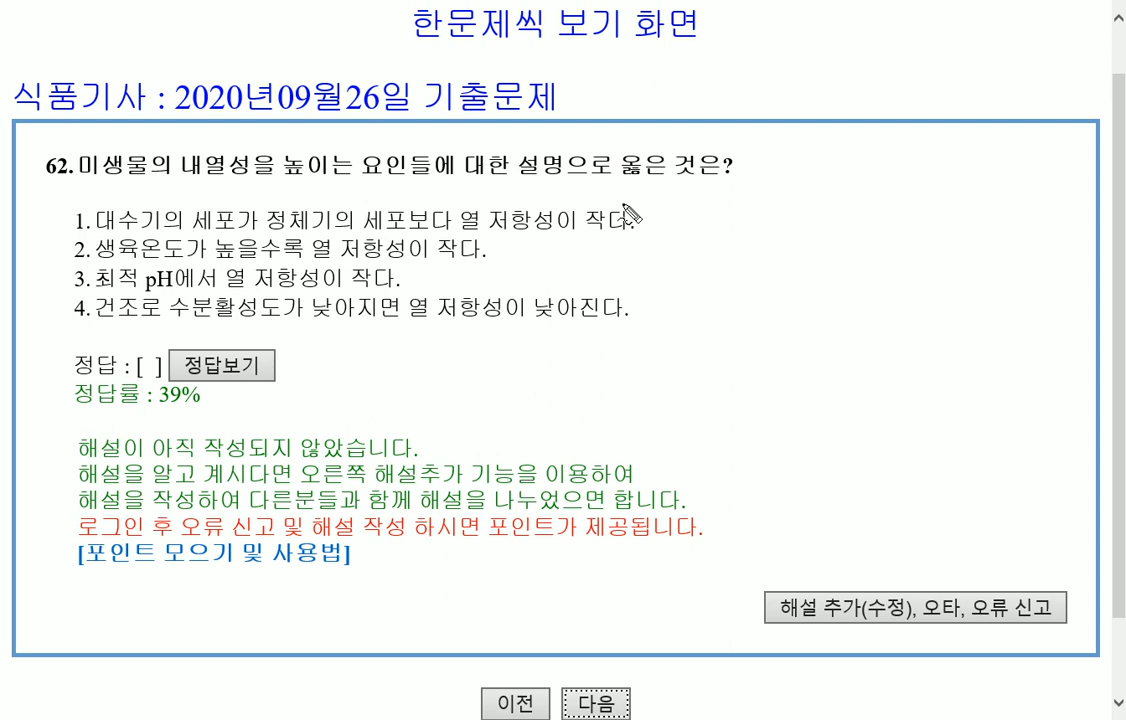 한문제씩 보기 화면
식품기사 : 2020년09월26일 기출문제
62. 미생물의 내열성을 높이는 요인들에 대한 설명으로 옳은 것은?
1. 대수기의 세포가 정체기의 세포보다 열 저항성이 작다.
2. 생육온도가 높을수록 열 저항성이 작다.
3. 최적 pH에서 열 저항성이 작다.
4. 건조로 수분활성도가 낮아지면 열 저항성이 낮아진다.
정답 : [ ] 정답보기
정답률 : 39%
해설이 아직 작성되지 않았습니다.
해설을 알고 계시다면 오른쪽 해설추가 기능을 이용하여
해설을 작성하여 다른분들과 함께 해설을 나누었으면 합니다.
로그인 후 오류 신고 및 해설 작성 하시면 포인트가 제공됩니다.
[포인트 모으기 및 사용법]
해설 추가(수정), 오타, 오류 신고
이전 다음